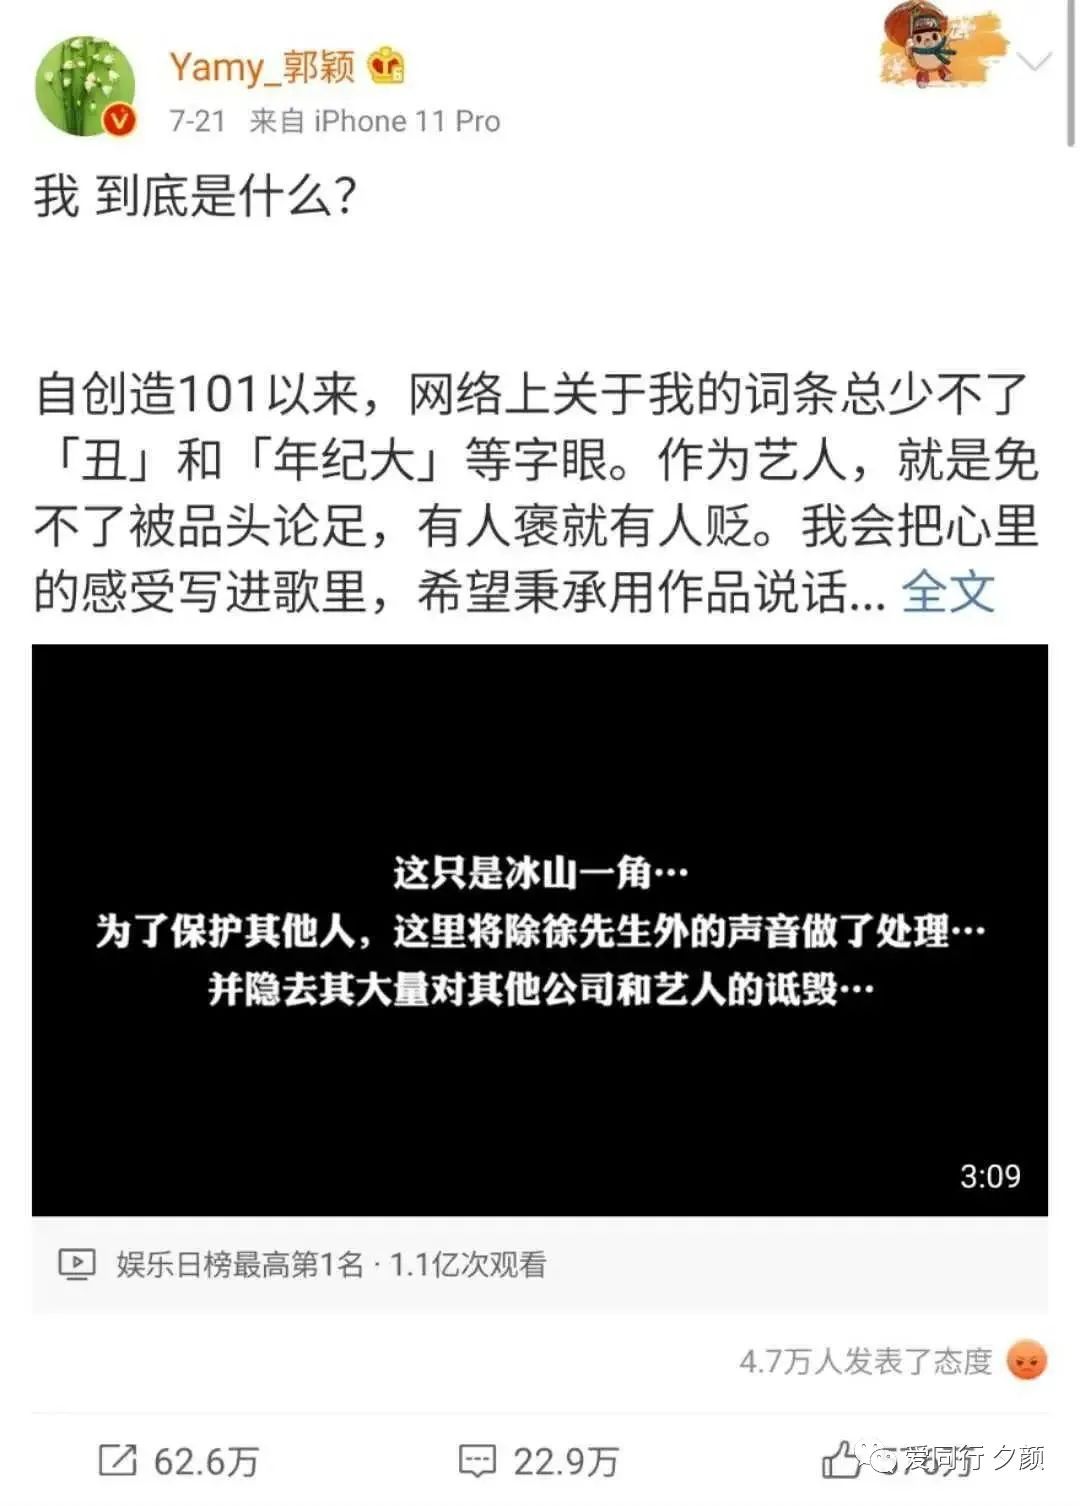 Yamy_郭颖
7-21 来自 iPhone 11 Pro
我 到底是什么?
自创造101以来，网络上关于我的词条总少不了
「丑」和「年纪大」等字眼。作为艺人，就是免
不了被品头论足，有人褒就有人贬。我会把心里
的感受写进歌里，希望秉承用作品说话... 全文
这只是冰山一角…
为了保护其他人，这里将除徐先生外的声音做了处理…
并隐去其大量对其他公司和艺人的诋毁…
3:09
娱乐日榜最高第1名 · 1.1亿次观看
4.7万人发表了态度
62.6万
22.9万
爱同行 夕颜